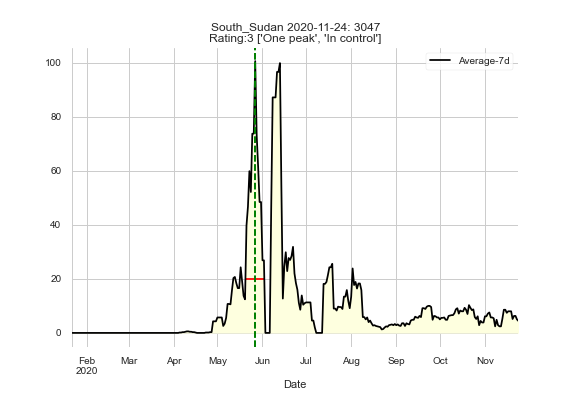 South_Sudan 2020-11-24: 3047
Rating:3 ['One peak', 'In control']
Average-7d
100
80
60
40
20
0
Feb Mar Apr May Jun Jul Aug Sep Oct Nov
2020
Date